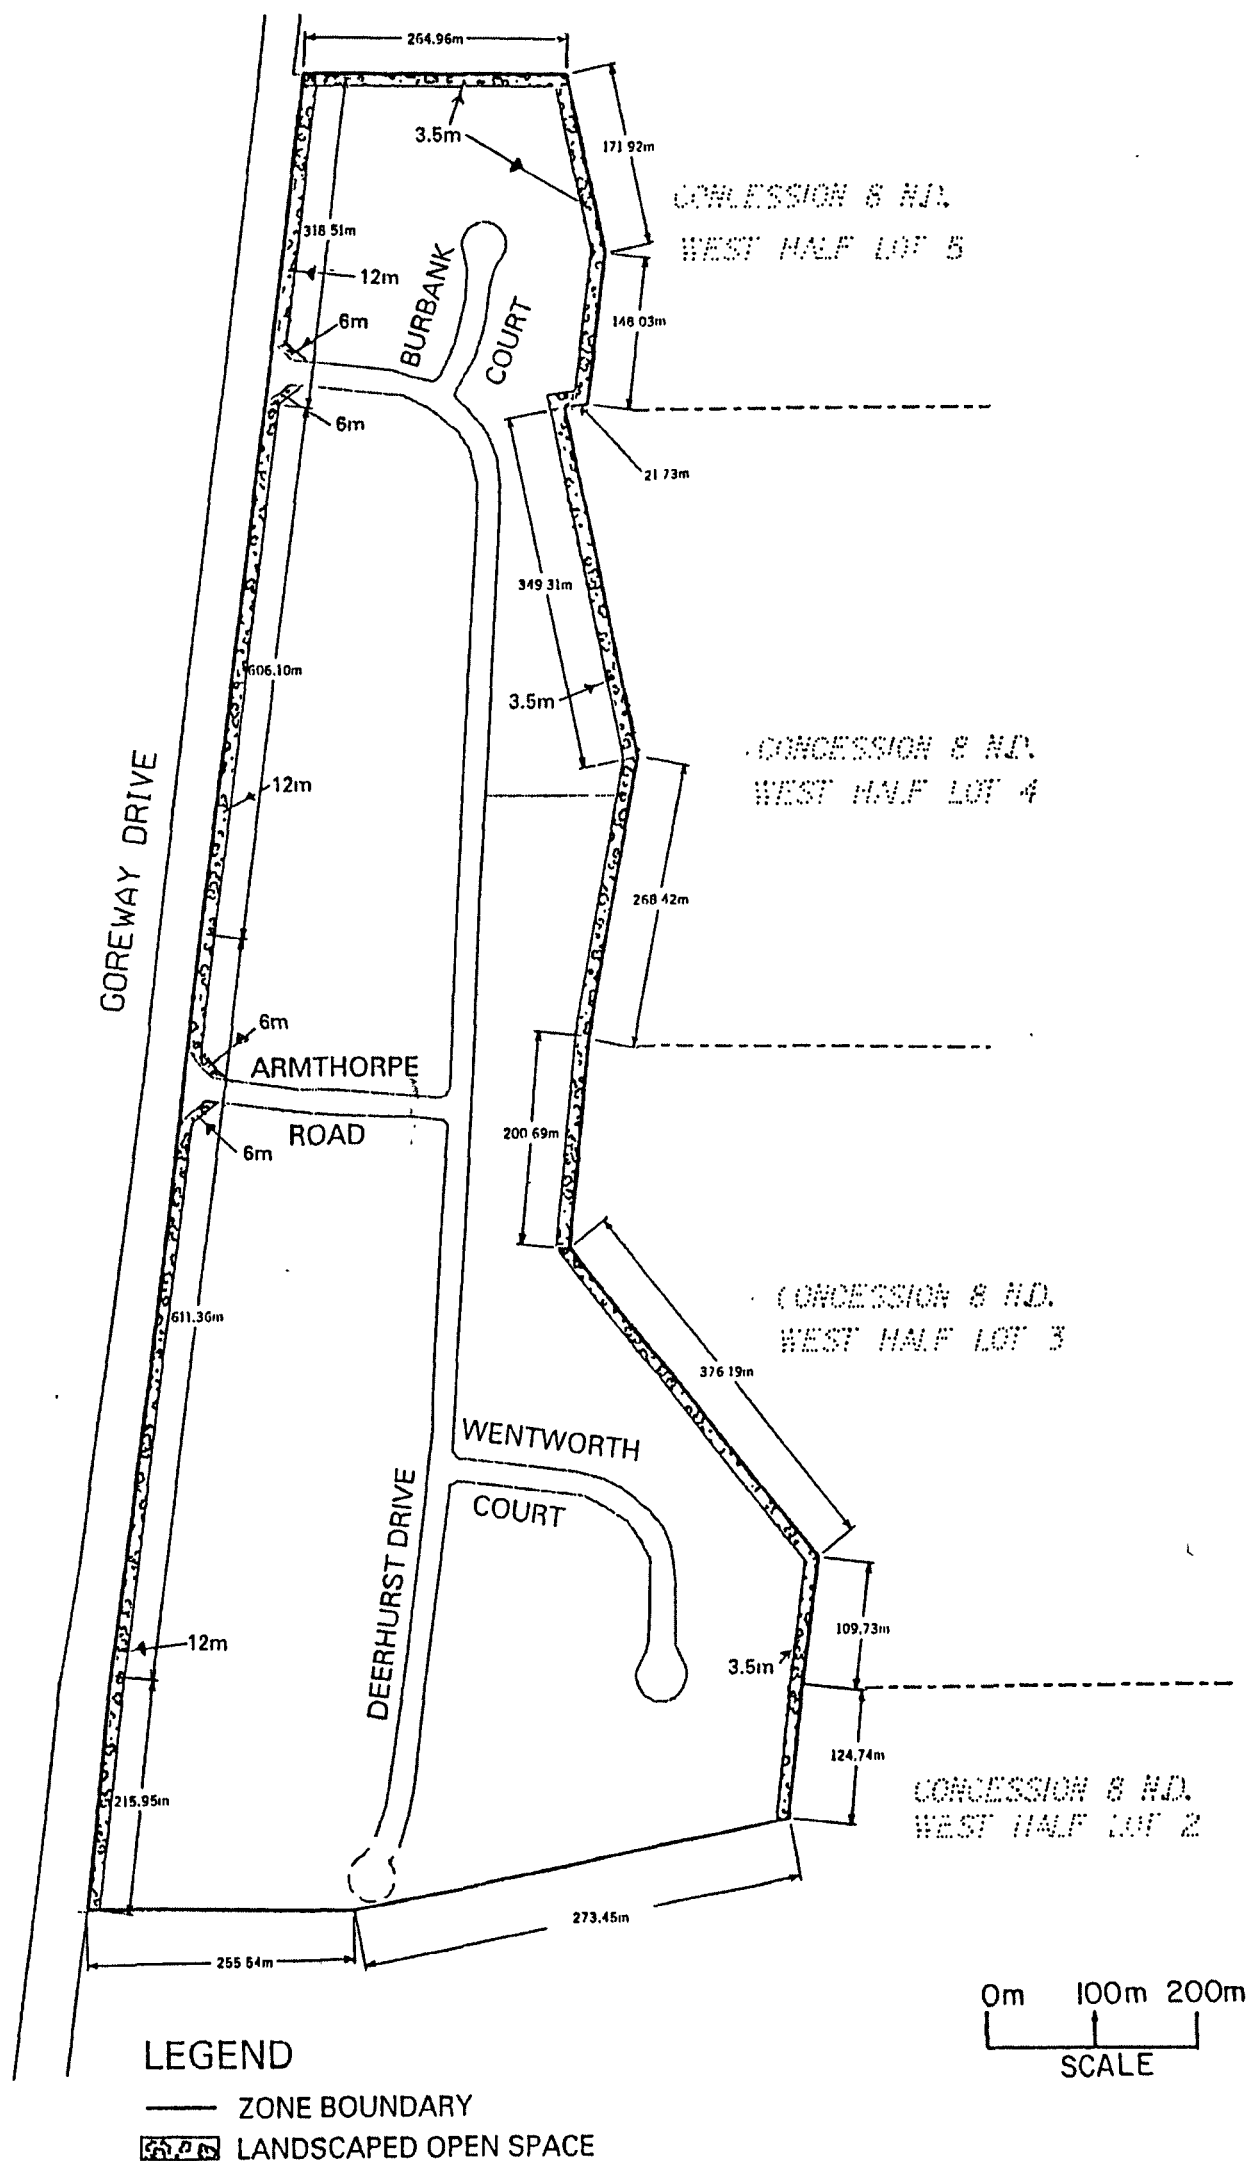 264.96m
171.92m
3.5m
CONCESSION 8 N.D.
WEST HALF LOT 5
318.51m
BURBANK
COURT
12m
6m
148.03m
6m
21.73m
349.31m
606.10m
3.5m
CONCESSION 8 N.D.
WEST HALF LOT 4
12m
GOREWAY DRIVE
268.42m
6m
ARMTHORPE
ROAD
6m
200.69m
CONCESSION 8 N.D.
WEST HALF LOT 3
611.36m
376.19m
WENTWORTH
COURT
DEERHURST DRIVE
12m
109.73m
3.5m
124.74m
CONCESSION 8 N.D.
WEST HALF LOT 2
215.95m
273.45m
255.64m
0m 100m 200m
SCALE
LEGEND
ZONE BOUNDARY
LANDSCAPED OPEN SPACE